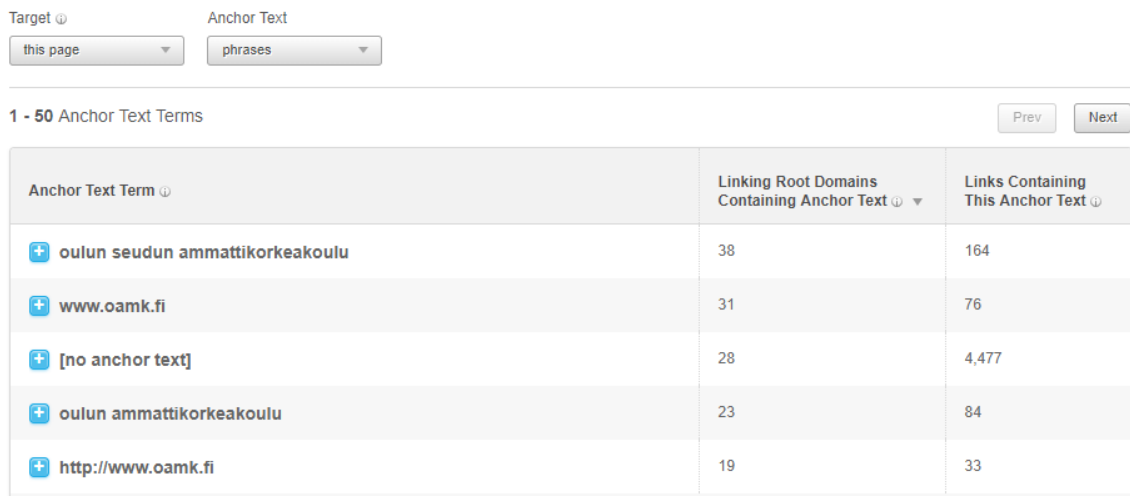 Target
Anchor Text
this page
phrases
1 - 50 Anchor Text Terms
Prev
Next
Anchor Text Term
Linking Root Domains
Containing Anchor Text
Links Containing
This Anchor Text
oulun seudun ammattikorkeakoulu 38 164
www.oamk.fi 31 76
[no anchor text] 28 4,477
oulun ammattikorkeakoulu 23 84
http://www.oamk.fi 19 33